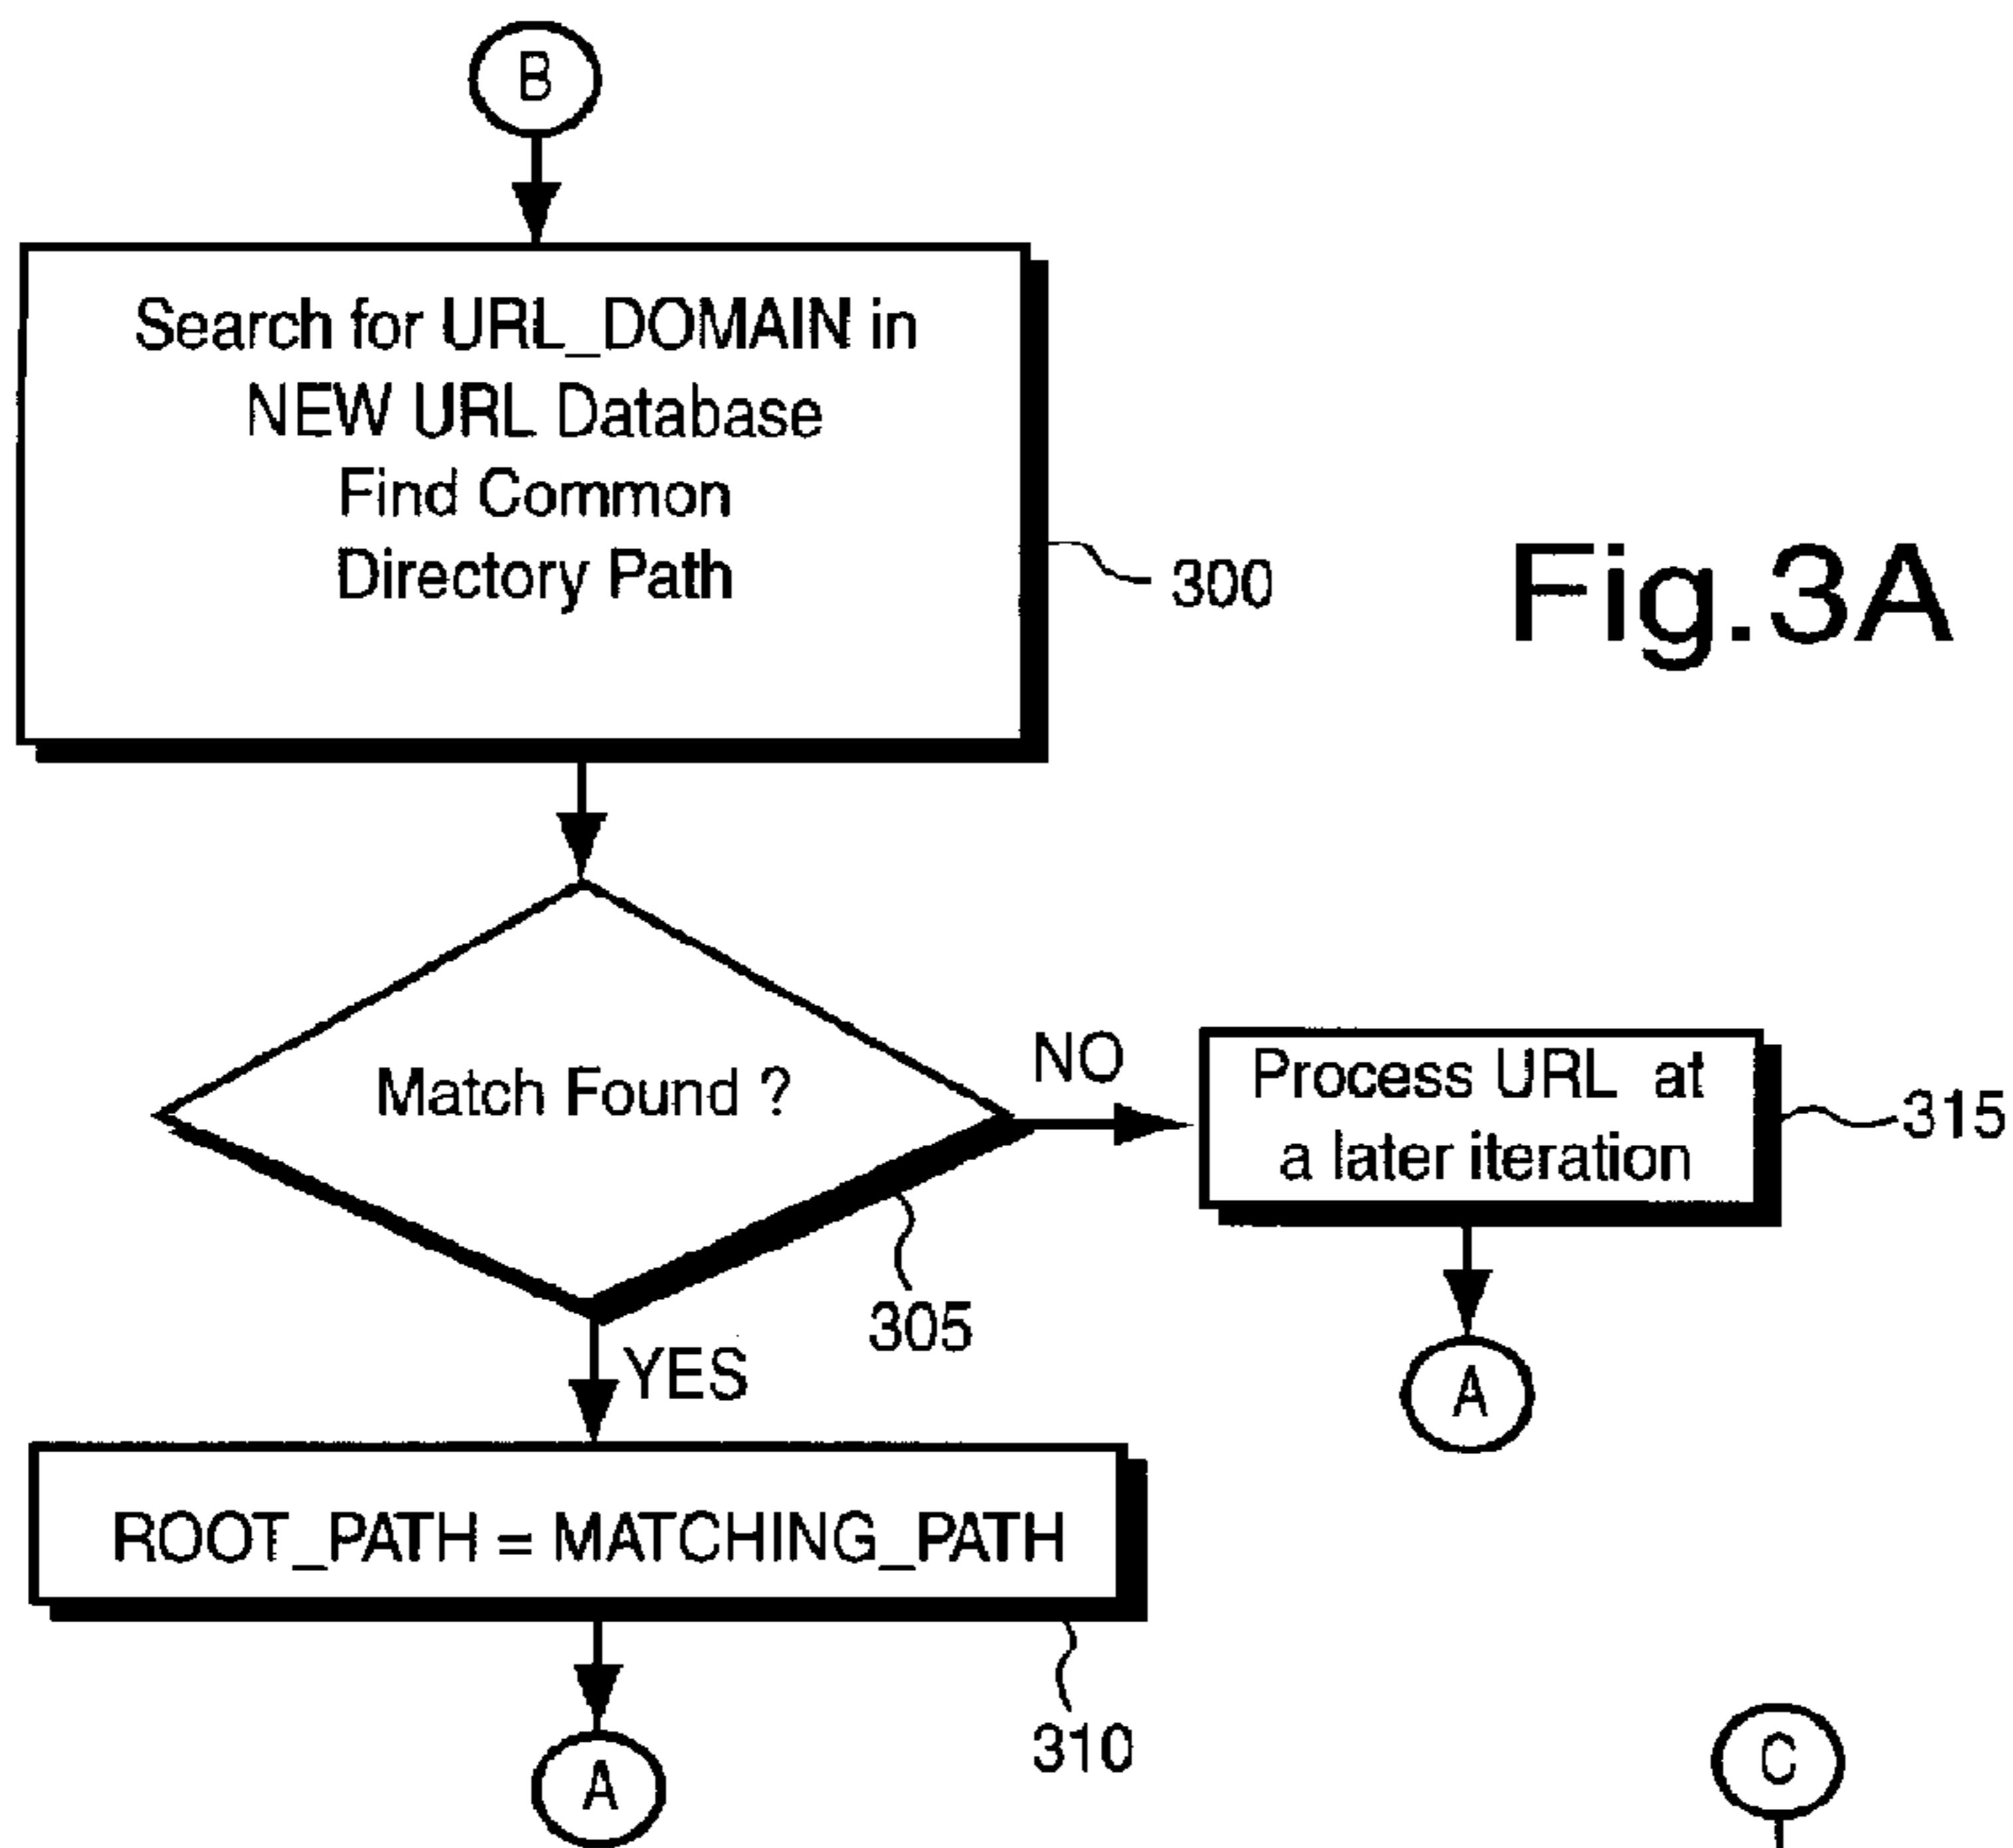 B
Search for URL_DOMAIN in
NEW URL Database
Find Common
Directory Path
300
Fig.3A
Match Found ?
NO
Process URL at
a later iteration
315
305
YES
A
ROOT_PATH = MATCHING_PATH
310
A
C